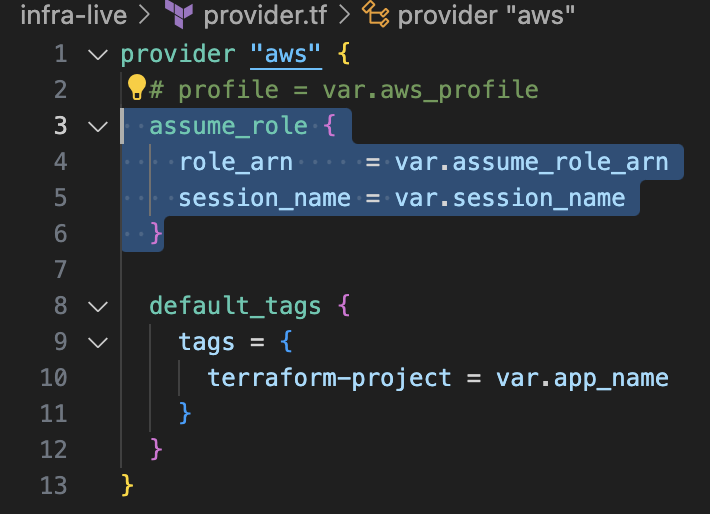 infra-live > provider.tf > provider "aws"
1 provider "aws" {
2 # profile = var.aws_profile
3 assume_role {
4 role_arn     = var.assume_role_arn
5 session_name = var.session_name
6 }
7
8 default_tags {
9 tags = {
10 terraform-project = var.app_name
11 }
12 }
13 }